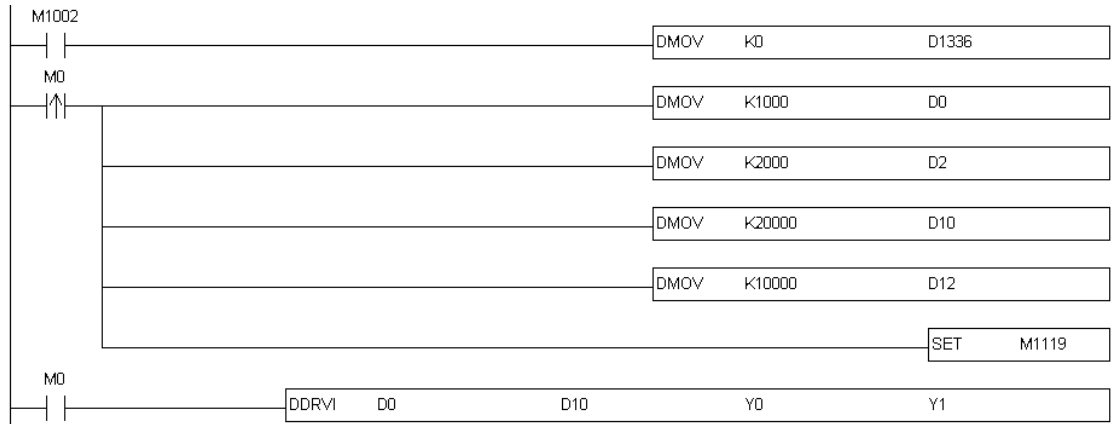 M1002
DMOV K0 D1336
M0
DMOV K1000 D0
DMOV K2000 D2
DMOV K20000 D10
DMOV K10000 D12
SET M1119
M0
DDRVI D0 D10 Y0 Y1